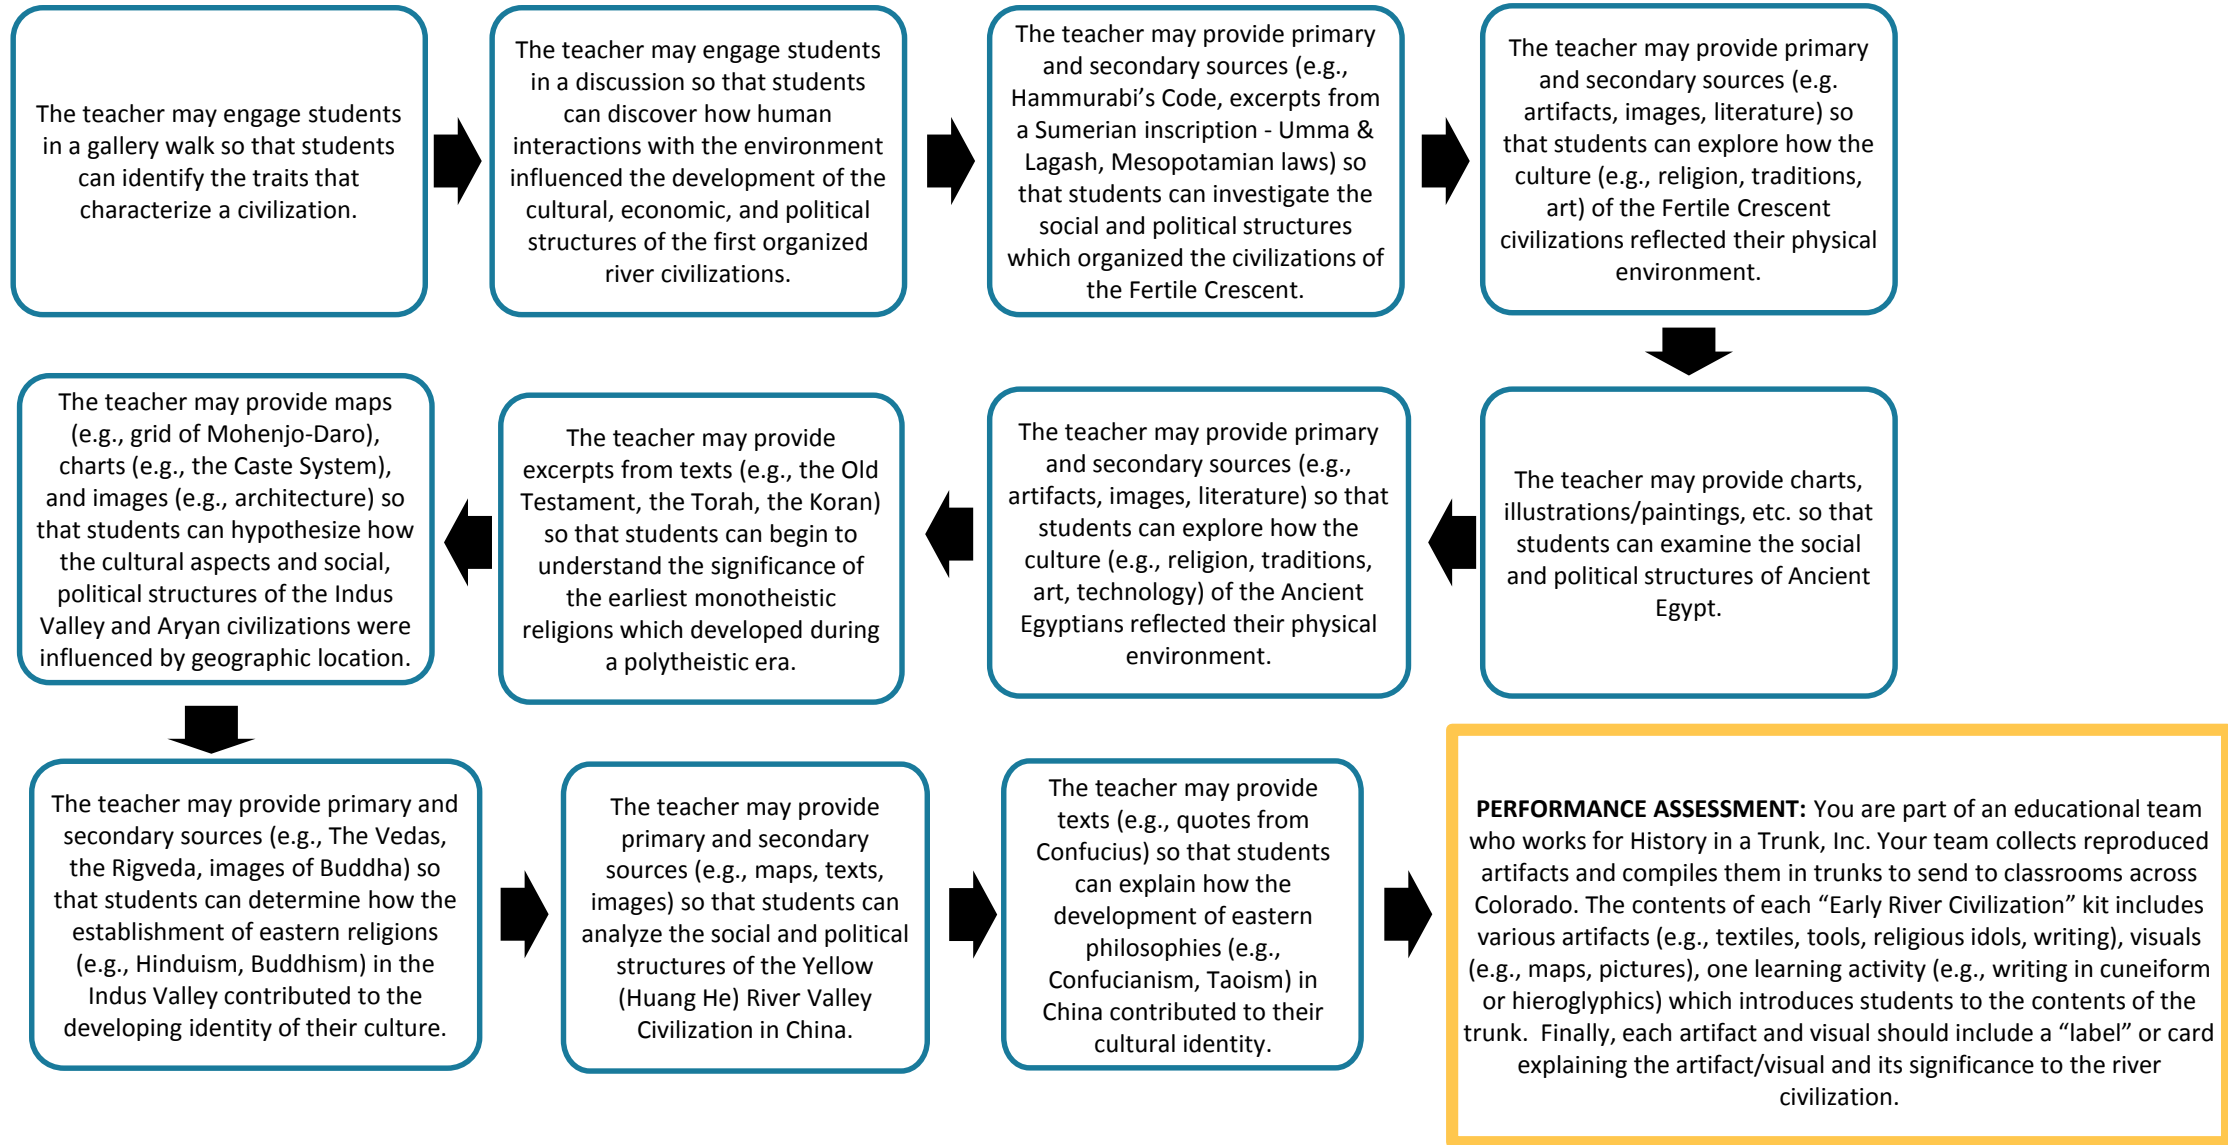 The teacher may engage students
in a gallery walk so that students
can identify the traits that
characterize a civilization.
The teacher may engage students
in a discussion so that students
can discover how human
interactions with the environment
influenced the development of the
cultural, economic, and political
structures of the first organized
river civilizations.
The teacher may provide primary
and secondary sources (e.g.,
Hammurabi’s Code, excerpts from
a Sumerian inscription - Umma &
Lagash, Mesopotamian laws) so
that students can investigate the
social and political structures
which organized the civilizations of
the Fertile Crescent.
The teacher may provide primary
and secondary sources (e.g.
artifacts, images, literature) so
that students can explore how the
culture (e.g., religion, traditions,
art) of the Fertile Crescent
civilizations reflected their physical
environment.
The teacher may provide charts,
illustrations/paintings, etc. so that
students can examine the social
and political structures of Ancient
Egypt.
The teacher may provide primary
and secondary sources (e.g.,
artifacts, images, literature) so that
students can explore how the
culture (e.g., religion, traditions,
art, technology) of the Ancient
Egyptians reflected their physical
environment.
The teacher may provide
excerpts from texts (e.g., the Old
Testament, the Torah, the Koran)
so that students can begin to
understand the significance of
the earliest monotheistic
religions which developed during
a polytheistic era.
The teacher may provide maps
(e.g., grid of Mohenjo-Daro),
charts (e.g., the Caste System),
and images (e.g., architecture) so
that students can hypothesize how
the cultural aspects and social,
political structures of the Indus
Valley and Aryan civilizations were
influenced by geographic location.
The teacher may provide primary and
secondary sources (e.g., The Vedas,
the Rigveda, images of Buddha) so
that students can determine how the
establishment of eastern religions
(e.g., Hinduism, Buddhism) in the
Indus Valley contributed to the
developing identity of their culture.
The teacher may provide
primary and secondary
sources (e.g., maps, texts,
images) so that students can
analyze the social and political
structures of the Yellow
(Huang He) River Valley
Civilization in China.
The teacher may provide
texts (e.g., quotes from
Confucius) so that students
can explain how the
development of eastern
philosophies (e.g.,
Confucianism, Taoism) in
China contributed to their
cultural identity.
PERFORMANCE ASSESSMENT: You are part of an educational team
who works for History in a Trunk, Inc. Your team collects reproduced
artifacts and compiles them in trunks to send to classrooms across
Colorado. The contents of each “Early River Civilization” kit includes
various artifacts (e.g., textiles, tools, religious idols, writing), visuals
(e.g., maps, pictures), one learning activity (e.g., writing in cuneiform
or hieroglyphics) which introduces students to the contents of the
trunk.  Finally, each artifact and visual should include a “label” or card
explaining the artifact/visual and its significance to the river
civilization.